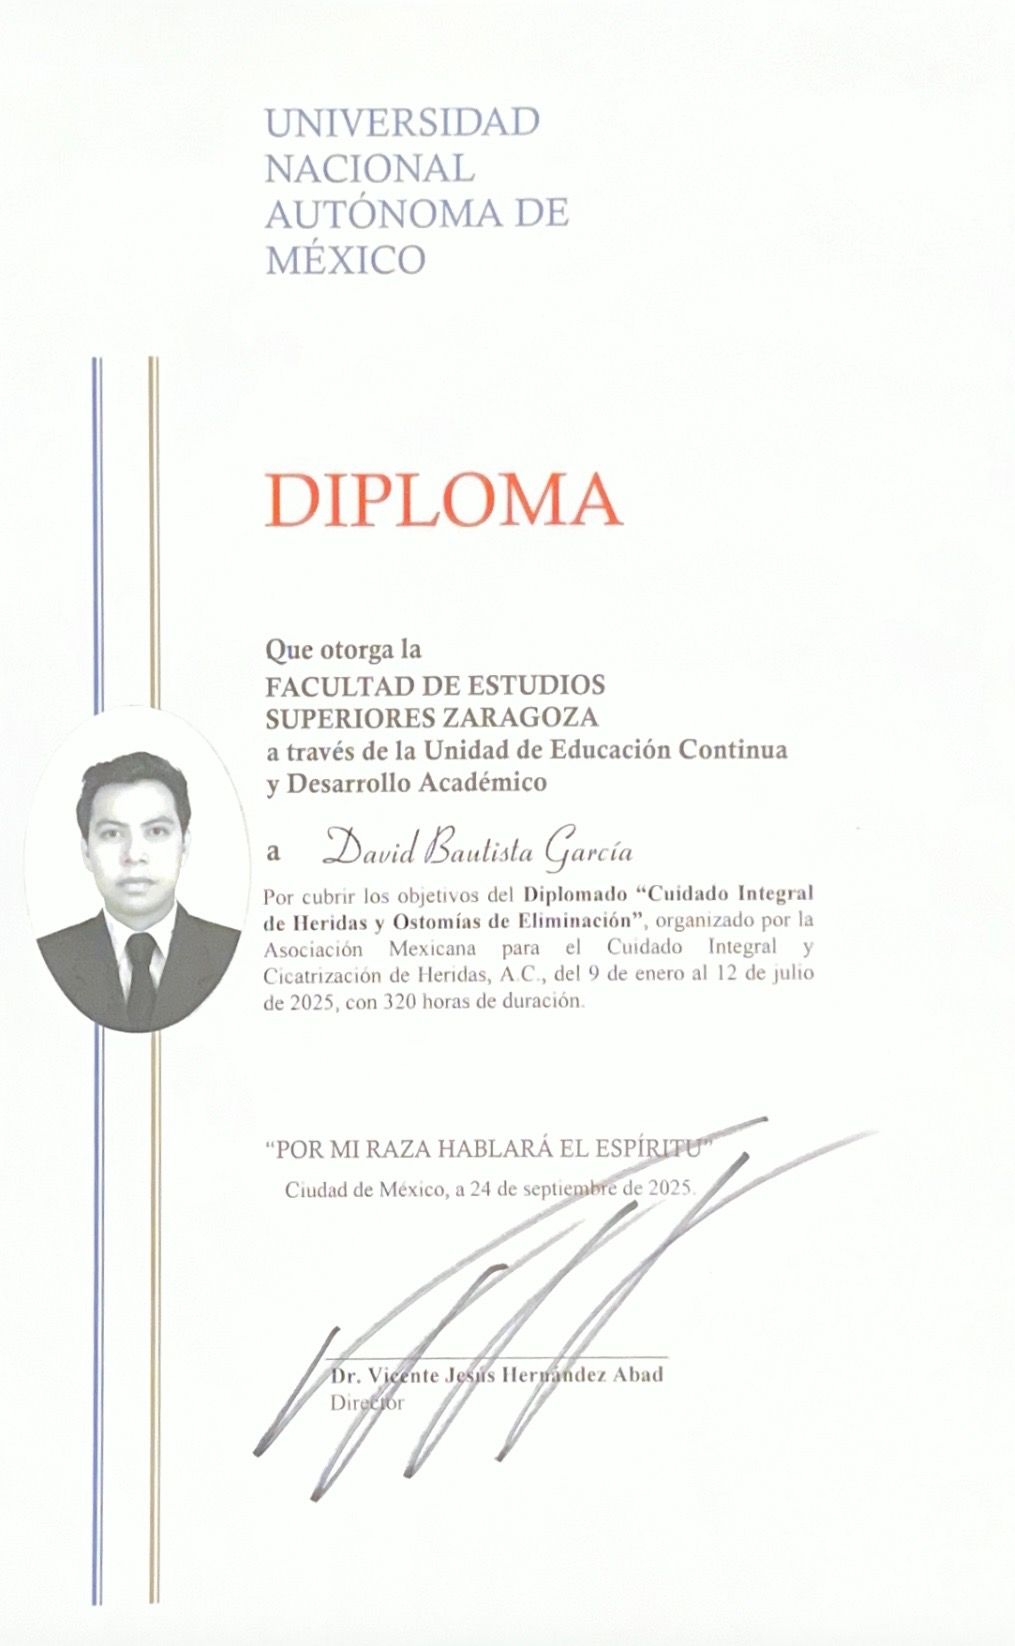 UNIVERSIDAD
NACIONAL
AUTÓNOMA DE
MÉXICO
DIPLOMA
Que otorga la
FACULTAD DE ESTUDIOS
SUPERIORES ZARAGOZA
a través de la Unidad de Educación Continua
y Desarrollo Académico
a David Bautista García
Por cubrir los objetivos del Diplomado “Cuidado Integral
de Heridas y Ostomías de Eliminación”, organizado por la
Asociación Mexicana para el Cuidado Integral y
Cicatrización de Heridas, A.C., del 9 de enero al 12 de julio
de 2025, con 320 horas de duración.
“POR MI RAZA HABLARÁ EL ESPÍRITU”
Ciudad de México, a 24 de septiembre de 2025.
Dr. Vicente Jesús Hernández Abad
Director